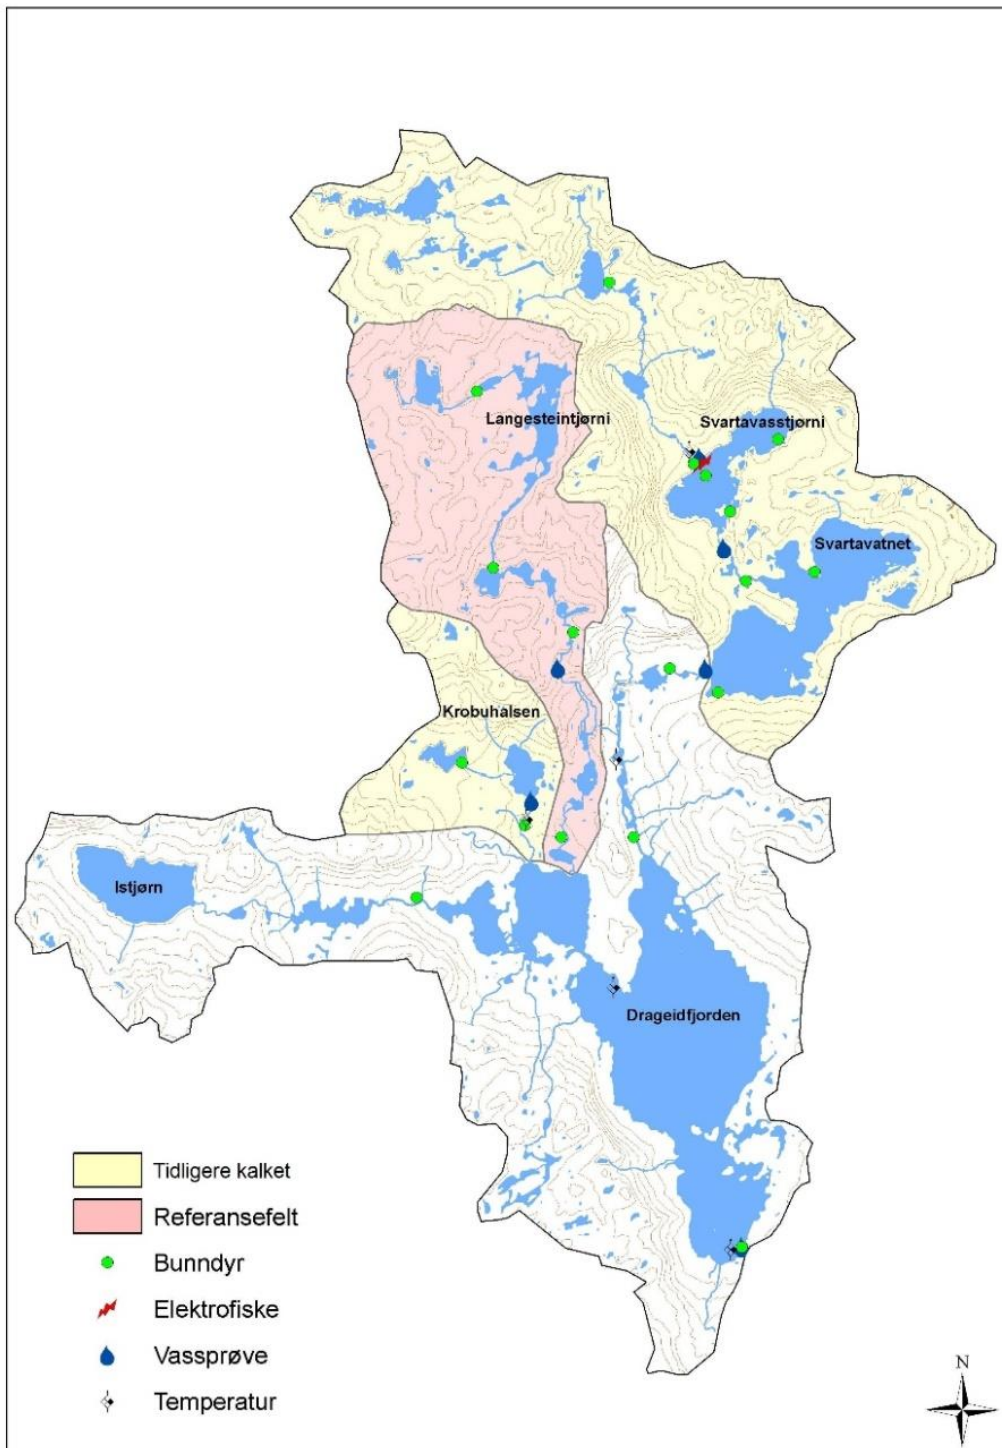 Langesteintjørni
Svartavasstjørni
Svartavatnet
Krobuhalsen
Istjørn
Drageidfjorden
Tidligere kalket
Referansefelt
Bunndyr
Elektrofiske
Vassprøve
Temperatur
N